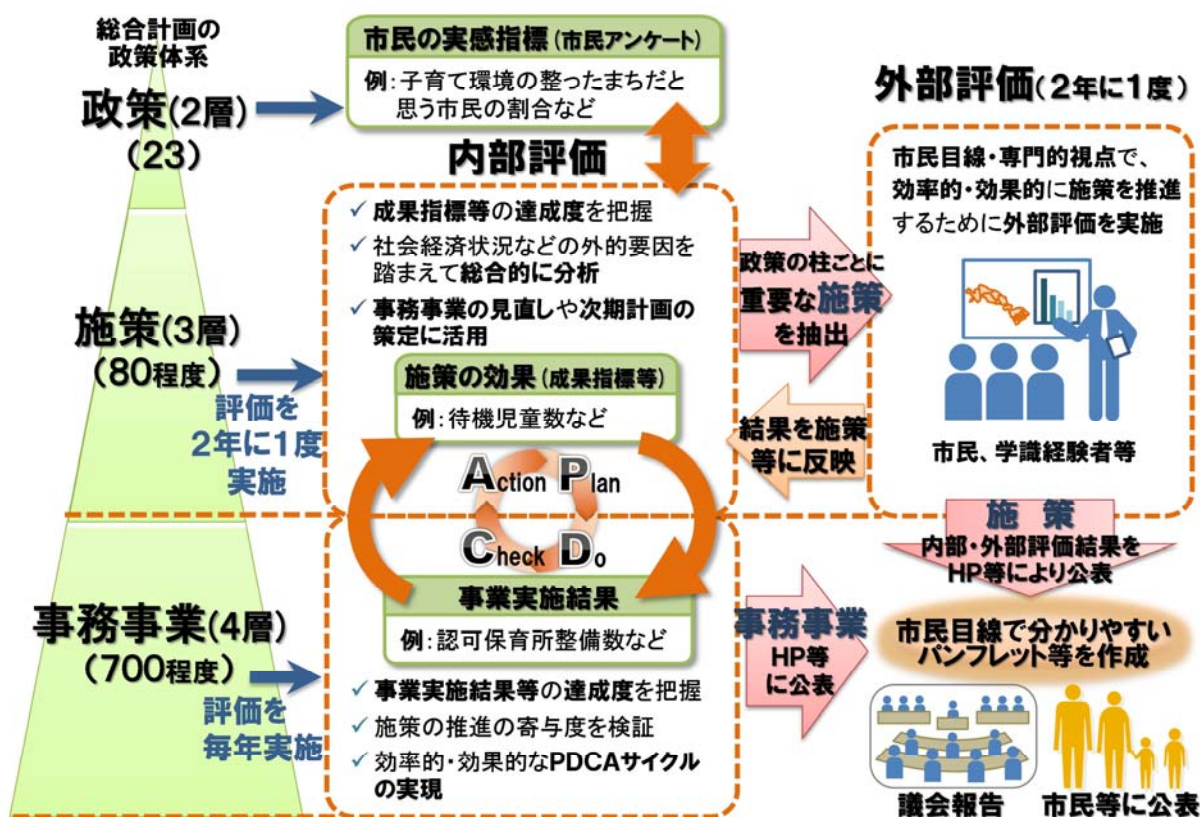 総合計画の
政策体系
政策(2層)
(23)
施策(3層)
(80程度)
評価を
2年に1度
実施
事務事業(4層)
(700程度)
評価を
毎年実施
市民の実感指標(市民アンケート)
例:子育て環境の整ったまちだと
思う市民の割合など
内部評価
✓ 成果指標等の達成度を把握
✓ 社会経済状況などの外的要因を
踏まえて総合的に分析
✓ 事務事業の見直しや次期計画の
策定に活用
施策の効果(成果指標等)
例:待機児童数など
Action Plan
Check Do
事業実施結果
例:認可保育所整備数など
✓ 事業実施結果等の達成度を把握
✓ 施策の推進の寄与度を検証
✓ 効率的・効果的なPDCAサイクル
の実現
政策の柱ごとに
重要な施策
を抽出
結果を施策
等に反映
事務事業
HP等
に公表
外部評価(2年に1度)
市民目線・専門的視点で、
効率的・効果的に施策を推進
するために外部評価を実施
市民、学識経験者等
施策
内部・外部評価結果を
HP等により公表
市民目線で分かりやすい
パンフレット等を作成
議会報告
市民等に公表